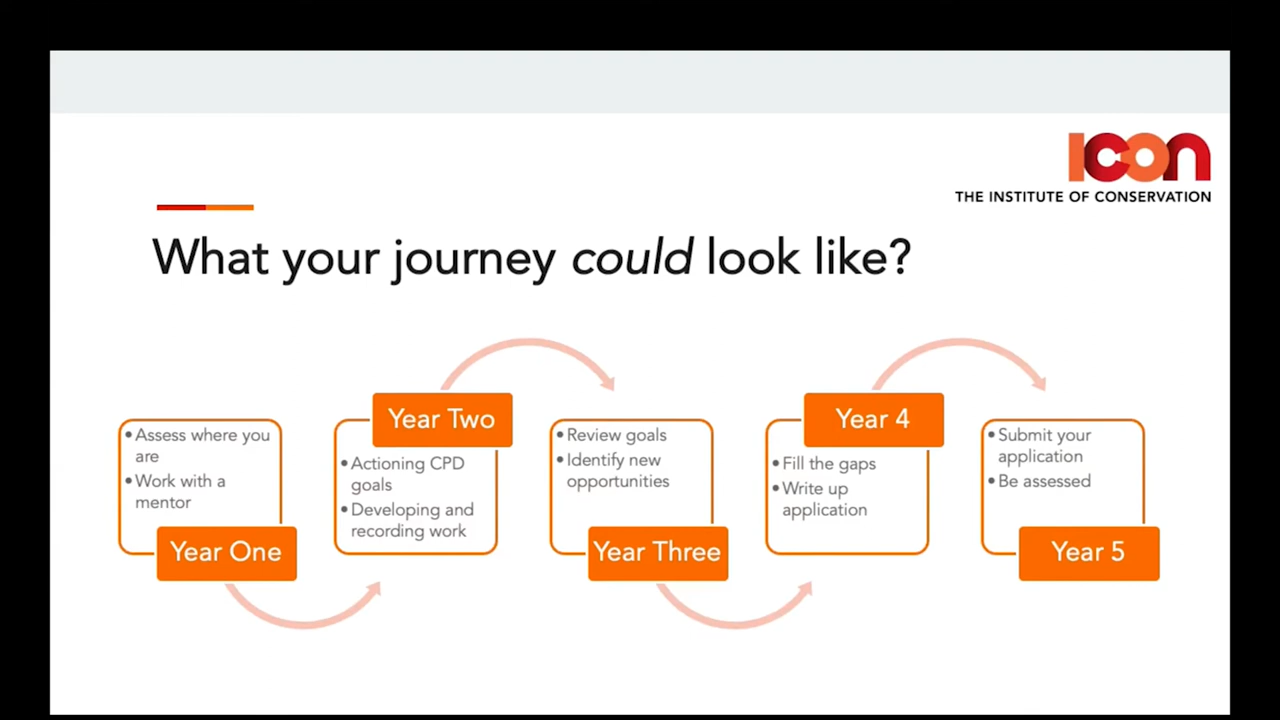 icon
THE INSTITUTE OF CONSERVATION
What your journey could look like?
• Assess where you
are
• Work with a
mentor
Year One
Year Two
• Actioning CPD
goals
• Developing and
recording work
• Review goals
• Identify new
opportunities
Year Three
Year 4
• Fill the gaps
• Write up
application
• Submit your
application
• Be assessed
Year 5